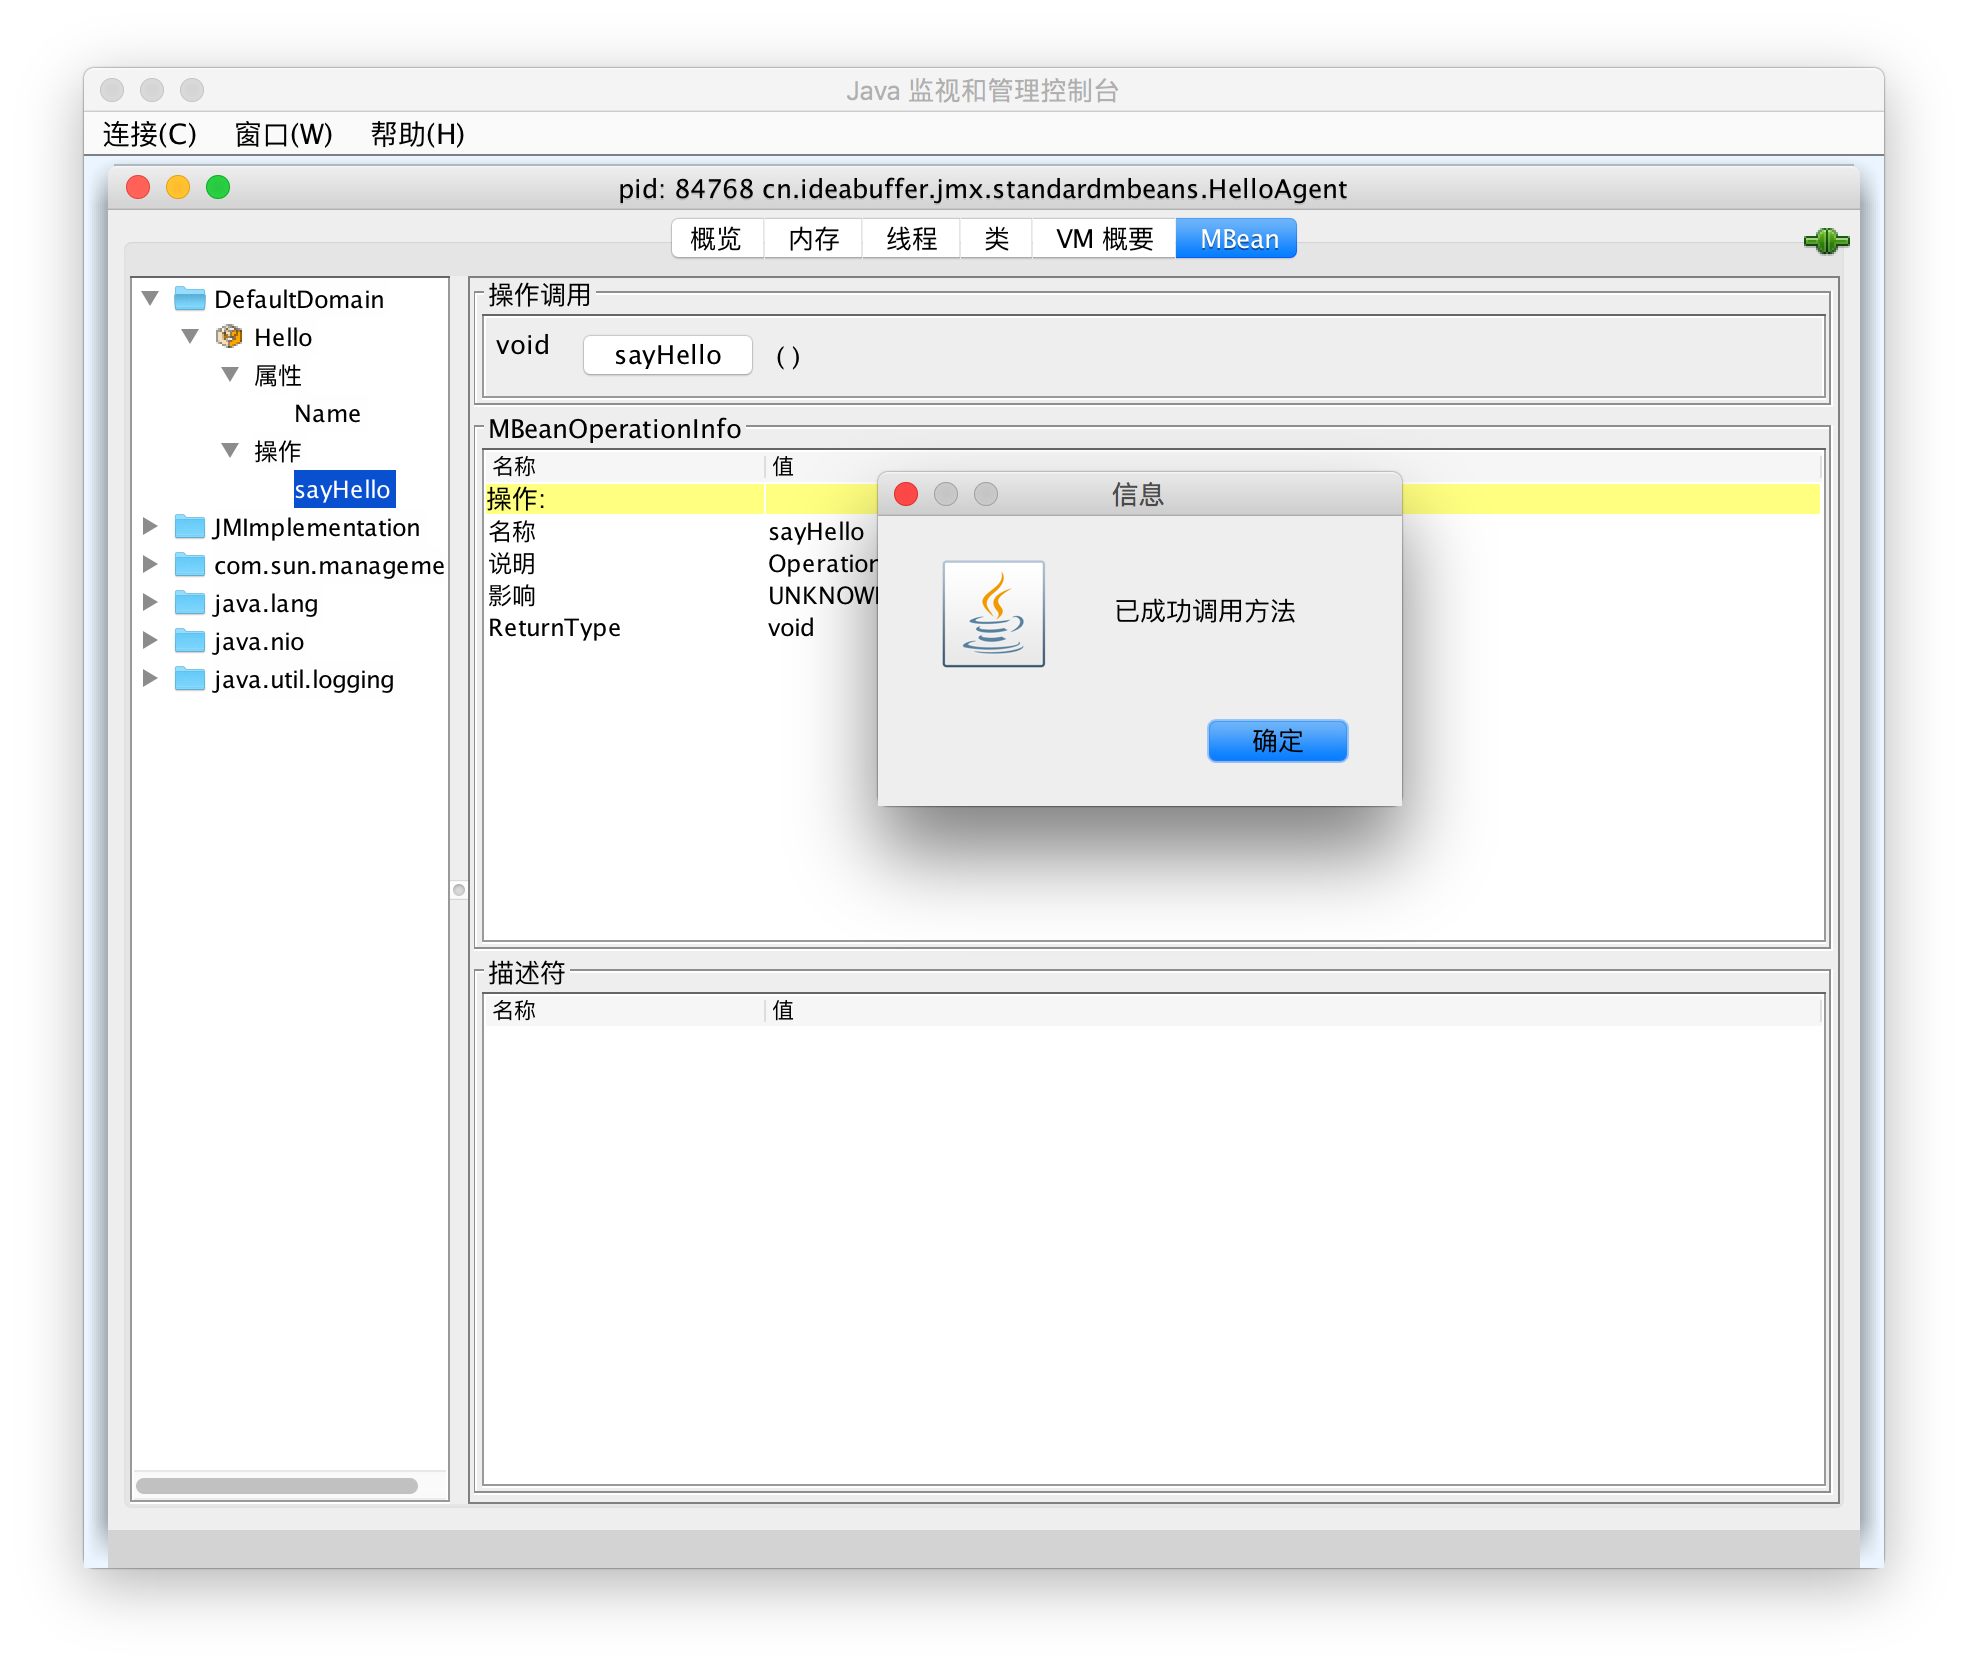 Java 监视和管理控制台
连接(C) 窗口(W) 帮助(H)
pid: 84768 cn.ideabuffer.jmx.standardmbeans.HelloAgent
概览 内存 线程 类 VM 概要 MBean
DefaultDomain
Hello
属性
Name
操作
sayHello
JMImplementation
com.sun.manageme
java.lang
java.nio
java.util.logging
操作调用
void sayHello ( )
MBeanOperationInfo
名称 值
操作:
名称 sayHello
说明 Operation
影响
ReturnType void
信息
已成功调用方法
确定
描述符
名称 值